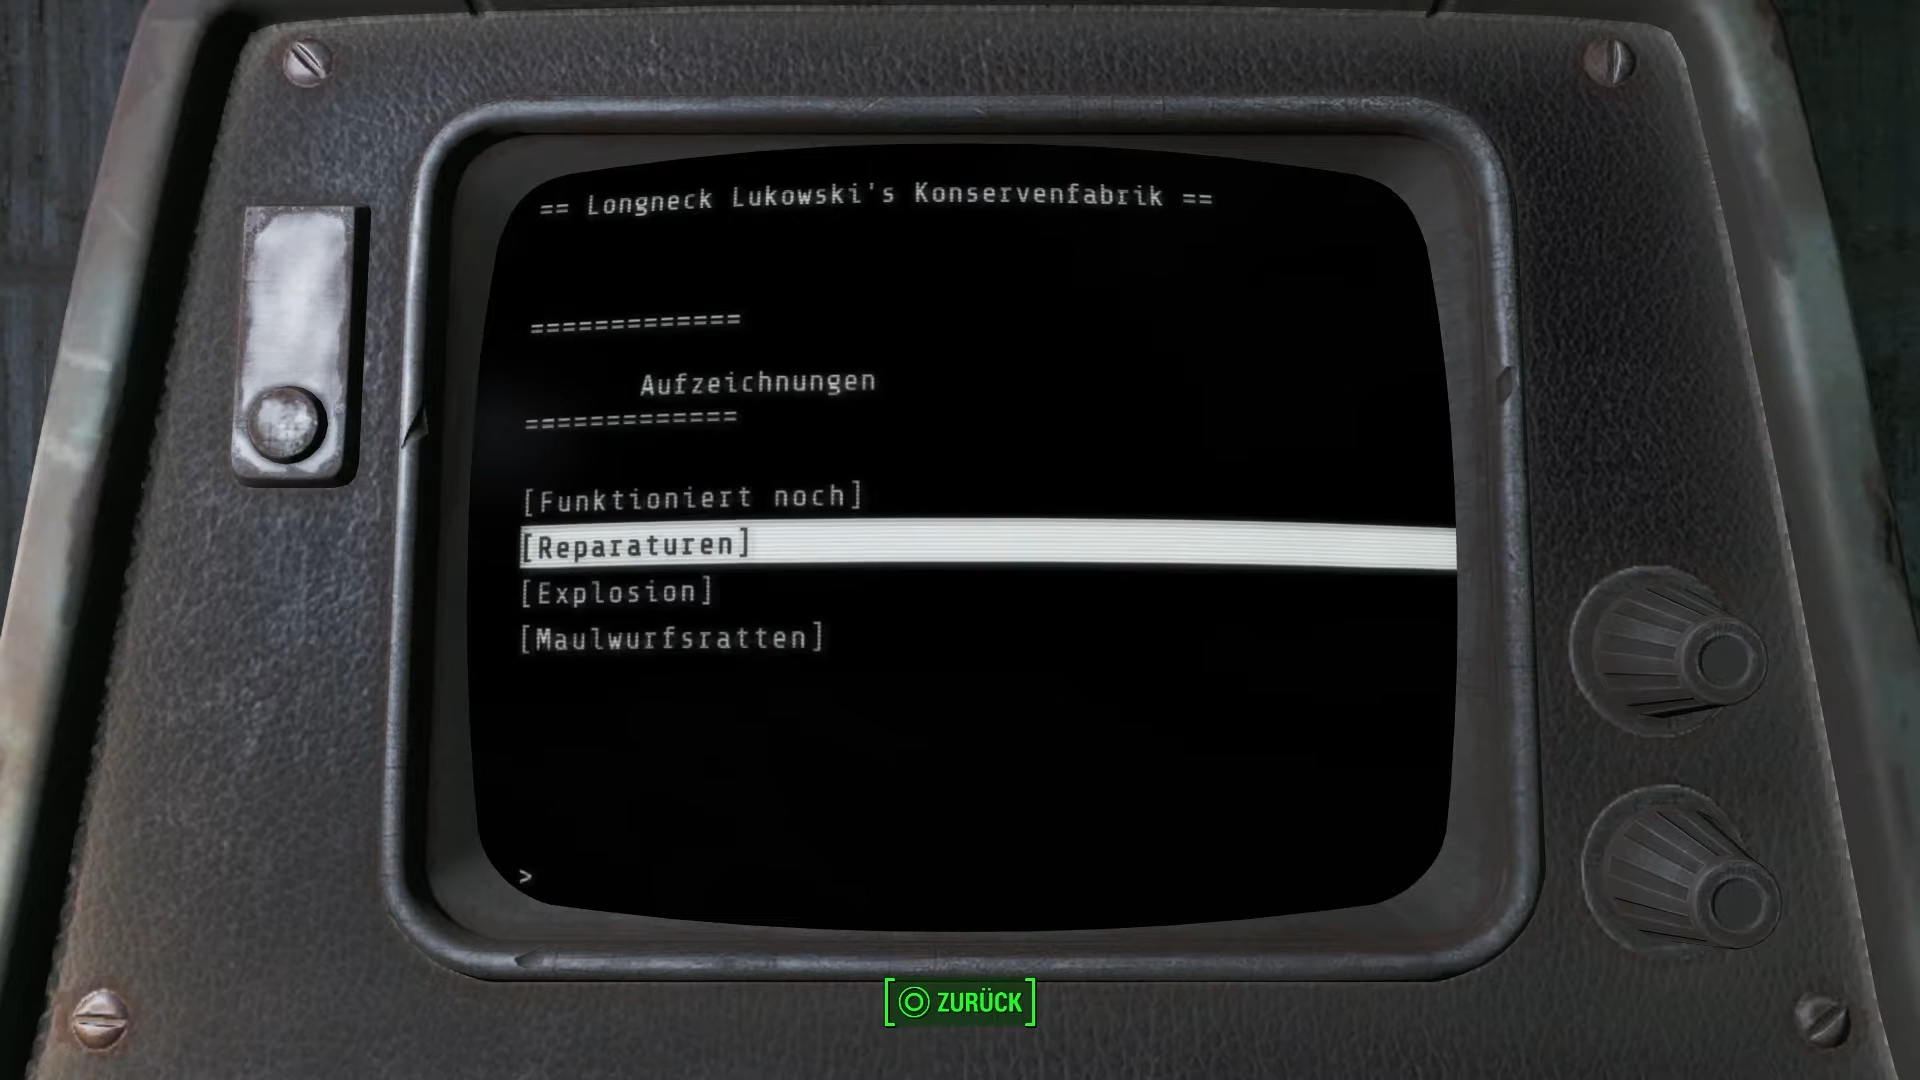 == Longneck Lukowski's Konservenfabrik ==
=============
Aufzeichnungen
=============
[Funktioniert noch]
[Reparaturen]
[Explosion]
[Maulwurfsratten]
>
ZURÜCK